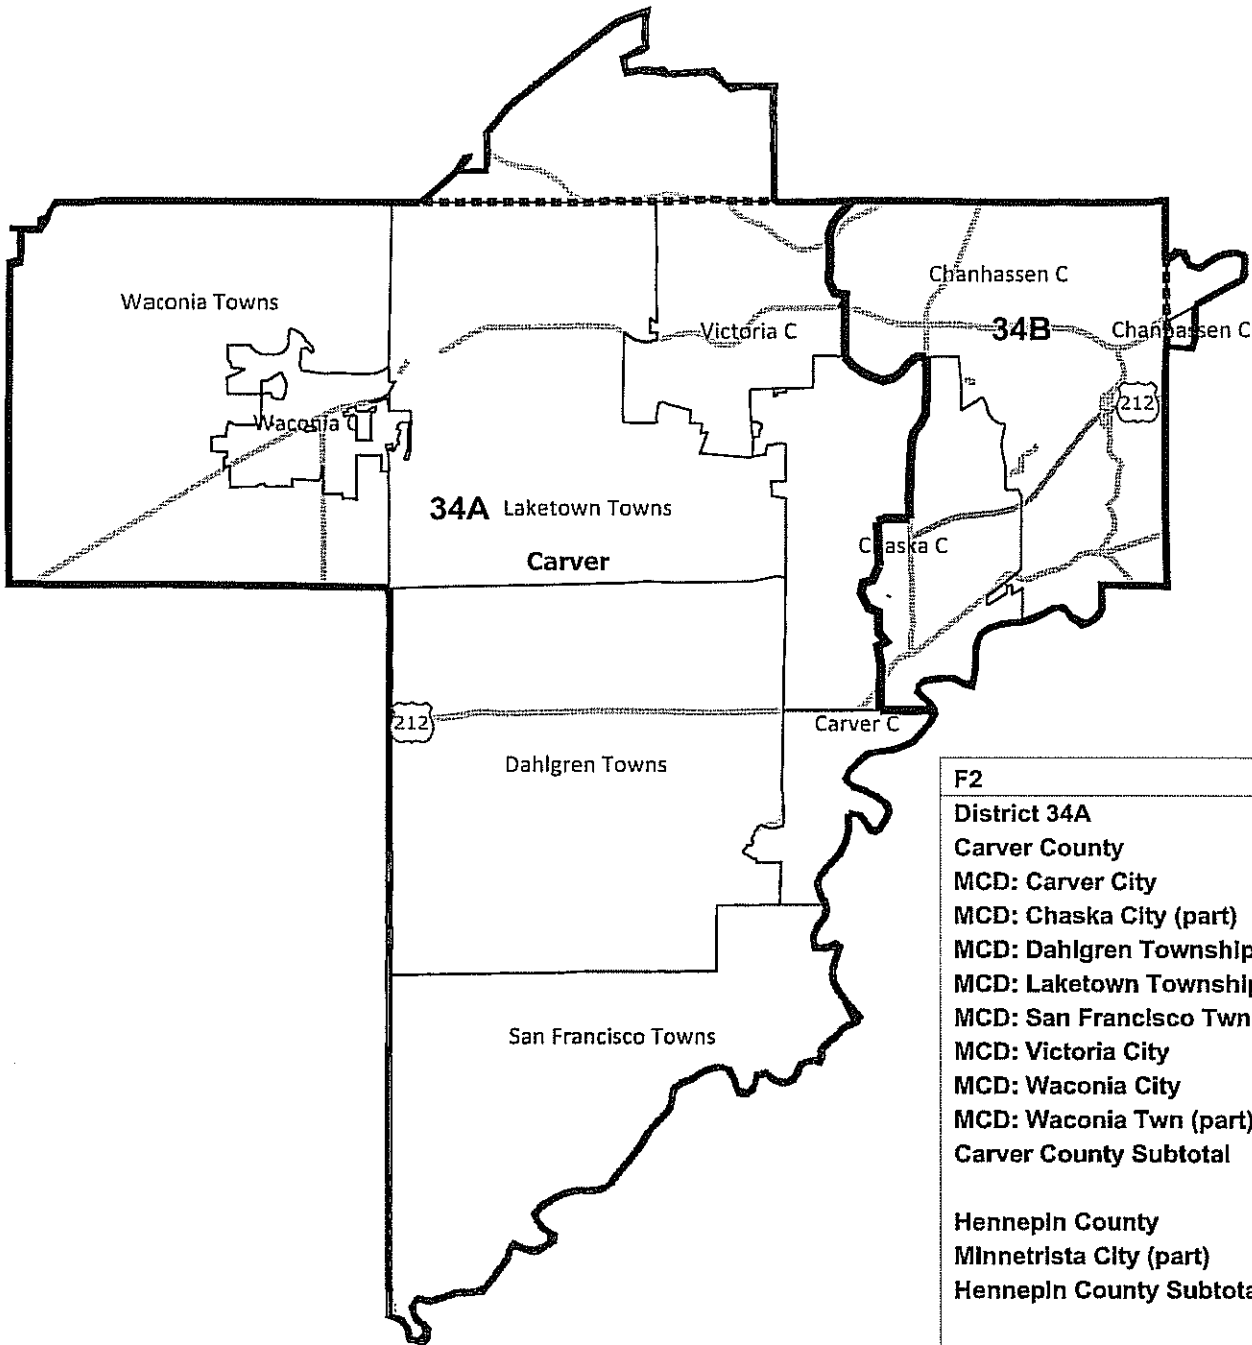 Waconia Towns
Chanhassen C
Victoria C
34B
Chanhassen C
212
Waconia C
34A Laketown Towns
Chaska C
Carver
212
Carver C
Dahlgren Towns
San Francisco Towns
F2
District 34A
Carver County
MCD: Carver City
MCD: Chaska City (part)
MCD: Dahlgren Township
MCD: Laketown Township
MCD: San Francisco Twn
MCD: Victoria City
MCD: Waconia City
MCD: Waconia Twn (part)
Carver County Subtotal
Hennepin County
Minnetrista City (part)
Hennepin County Subtota